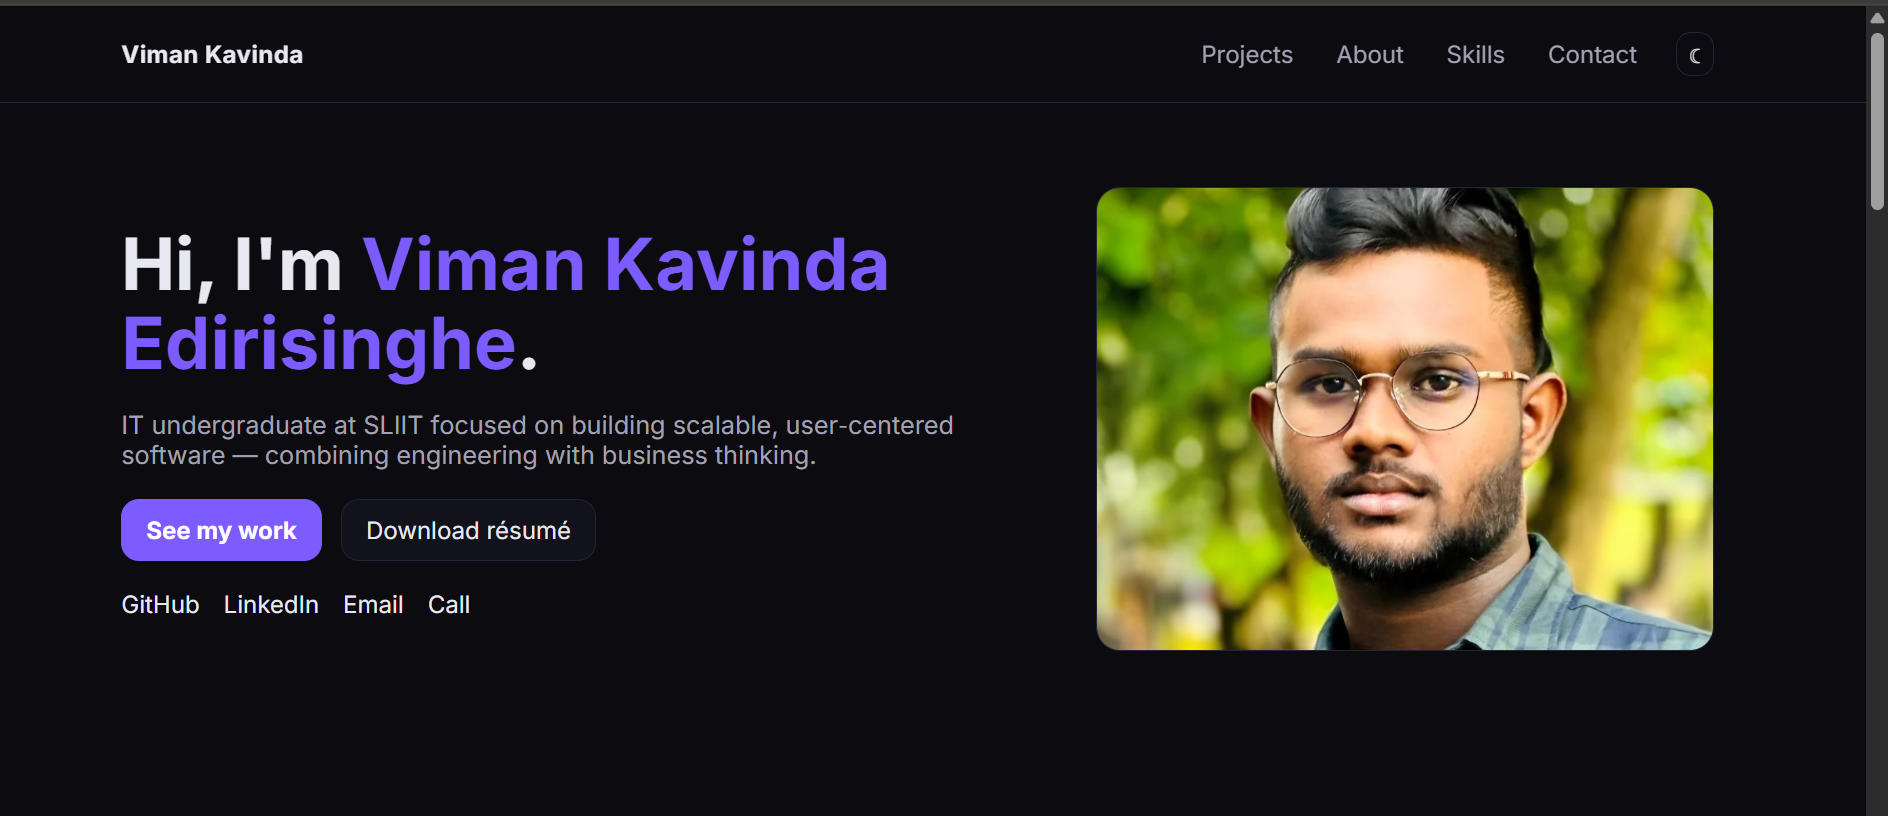 Viman Kavinda
Projects About Skills Contact
Hi, I'm Viman Kavinda
Edirisinghe.
IT undergraduate at SLIIT focused on building scalable, user-centered
software — combining engineering with business thinking.
See my work Download résumé
GitHub LinkedIn Email Call